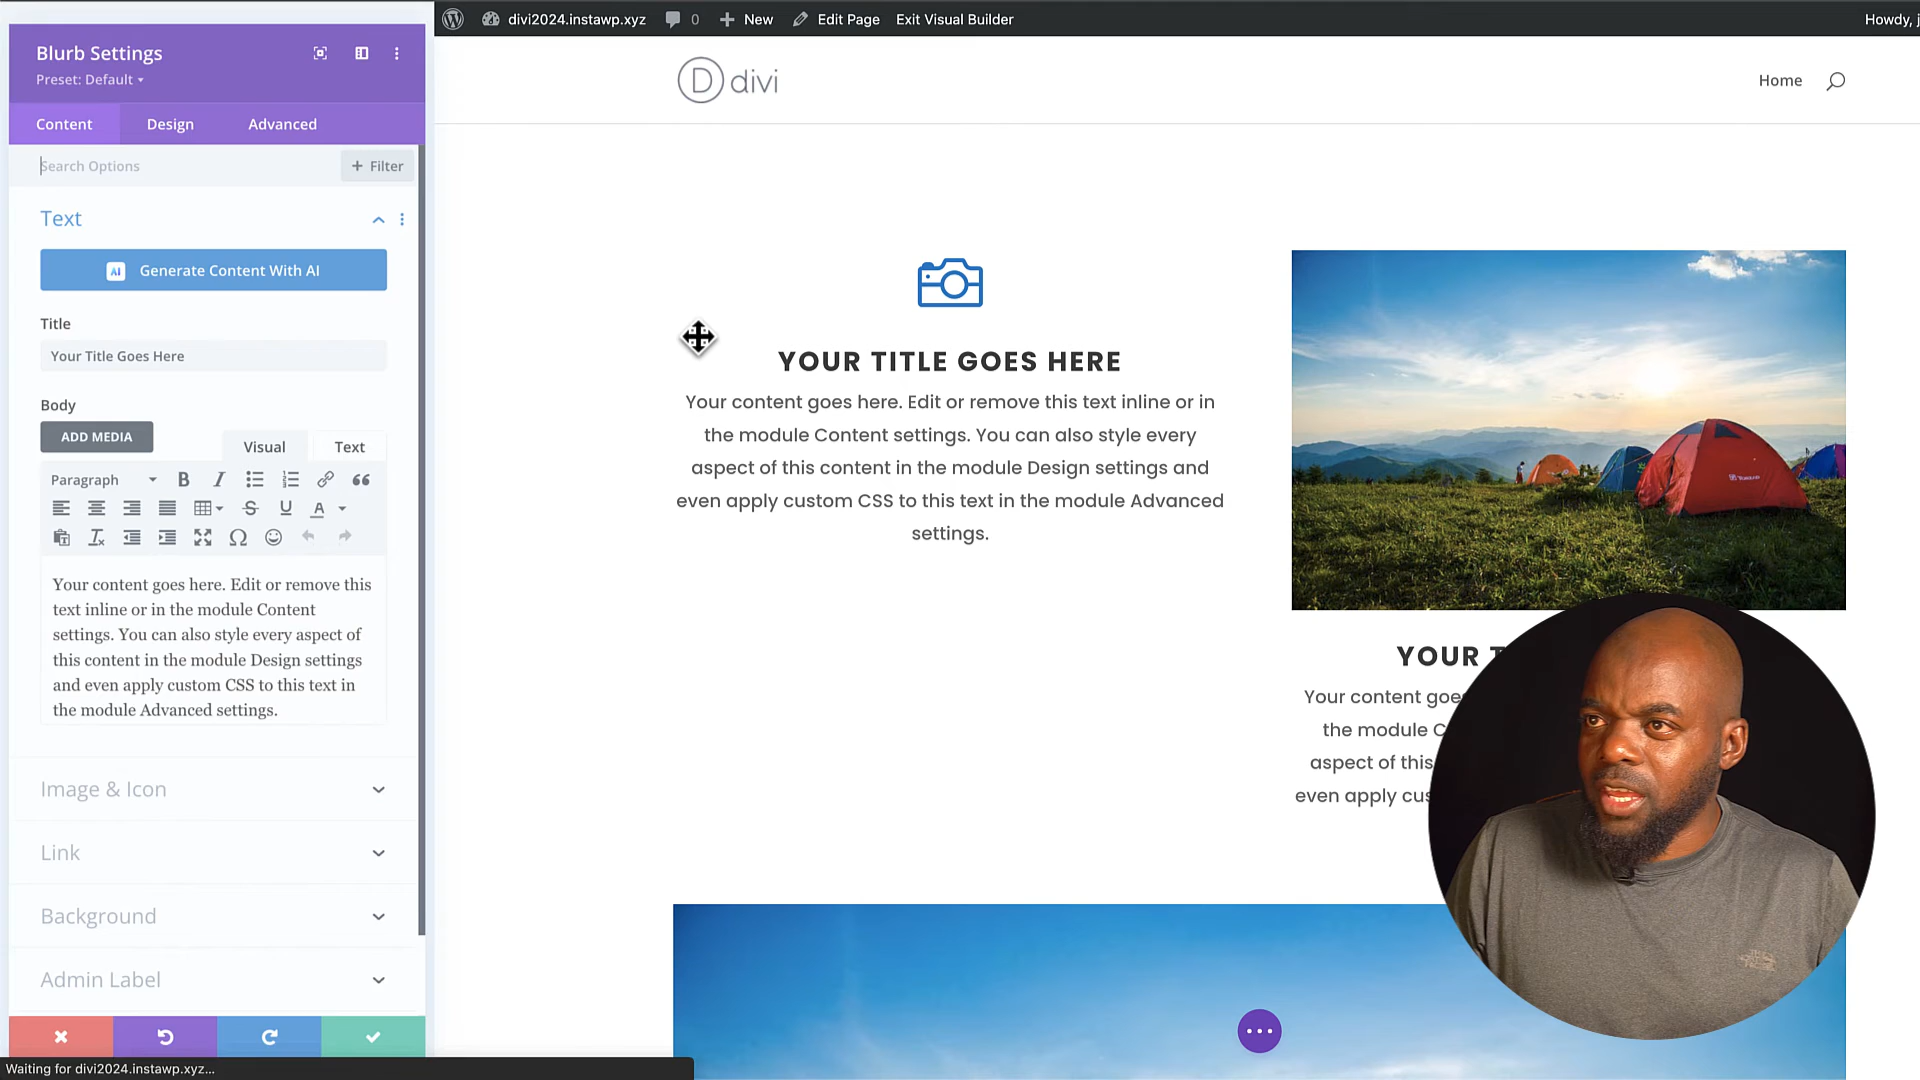 divi2024.instawp.xyz
0
New
Edit Page
Exit Visual Builder
Howdy, j
Blurb Settings
Preset: Default
Content
Design
Advanced
Search Options
+ Filter
Text
AI Generate Content With AI
Title
Your Title Goes Here
Body
ADD MEDIA
Visual
Text
Paragraph
Your content goes here. Edit or remove this
text inline or in the module Content
settings. You can also style every aspect of
this content in the module Design settings
and even apply custom CSS to this text in
the module Advanced settings.
Image & Icon
Link
Background
Admin Label
Waiting for divi2024.instawp.xyz...
D divi
Home
YOUR TITLE GOES HERE
Your content goes here. Edit or remove this text inline or in
the module Content settings. You can also style every
aspect of this content in the module Design settings and
even apply custom CSS to this text in the module Advanced
settings.
YOUR T
Your content goes
the module C
aspect of this
even apply cus